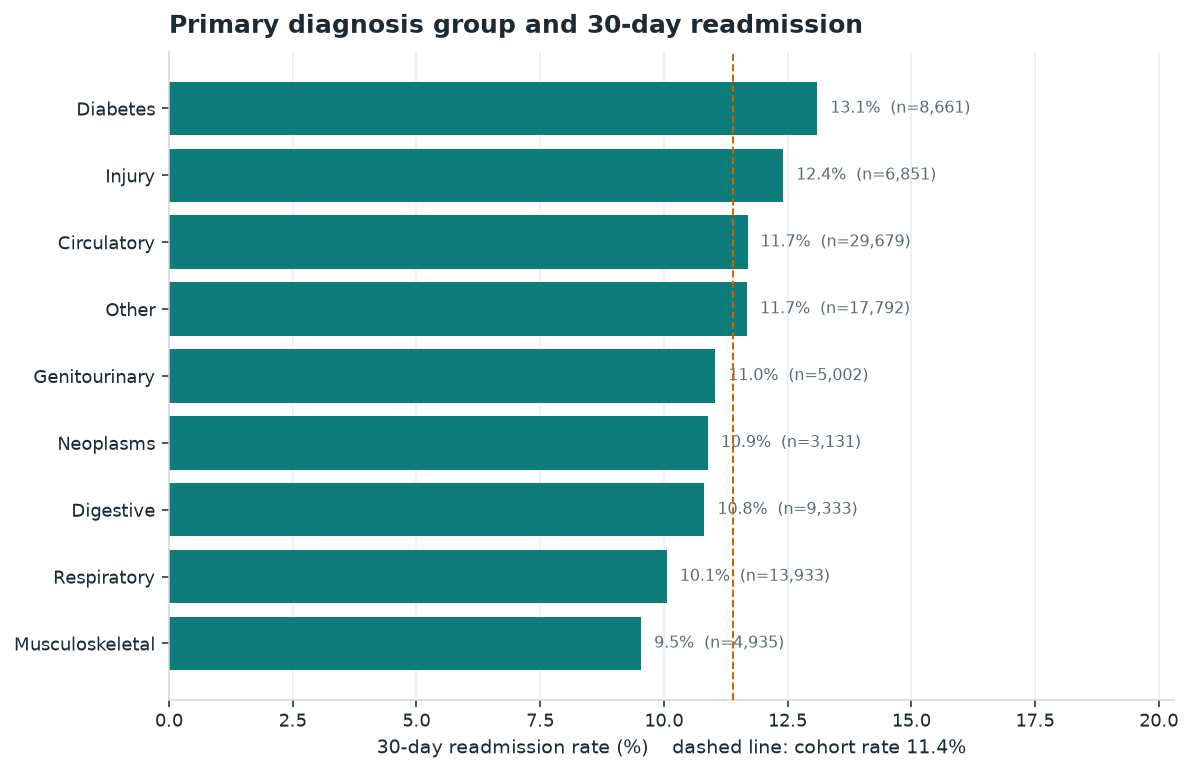 Primary diagnosis group and 30-day readmission
Diabetes 13.1% (n=8,661)
Injury 12.4% (n=6,851)
Circulatory 11.7% (n=29,679)
Other 11.7% (n=17,792)
Genitourinary 11.0% (n=5,002)
Neoplasms 10.9% (n=3,131)
Digestive 10.8% (n=9,333)
Respiratory 10.1% (n=13,933)
Musculoskeletal 9.5% (n=4,935)
0.0 2.5 5.0 7.5 10.0 12.5 15.0 17.5 20.0
30-day readmission rate (%) dashed line: cohort rate 11.4%